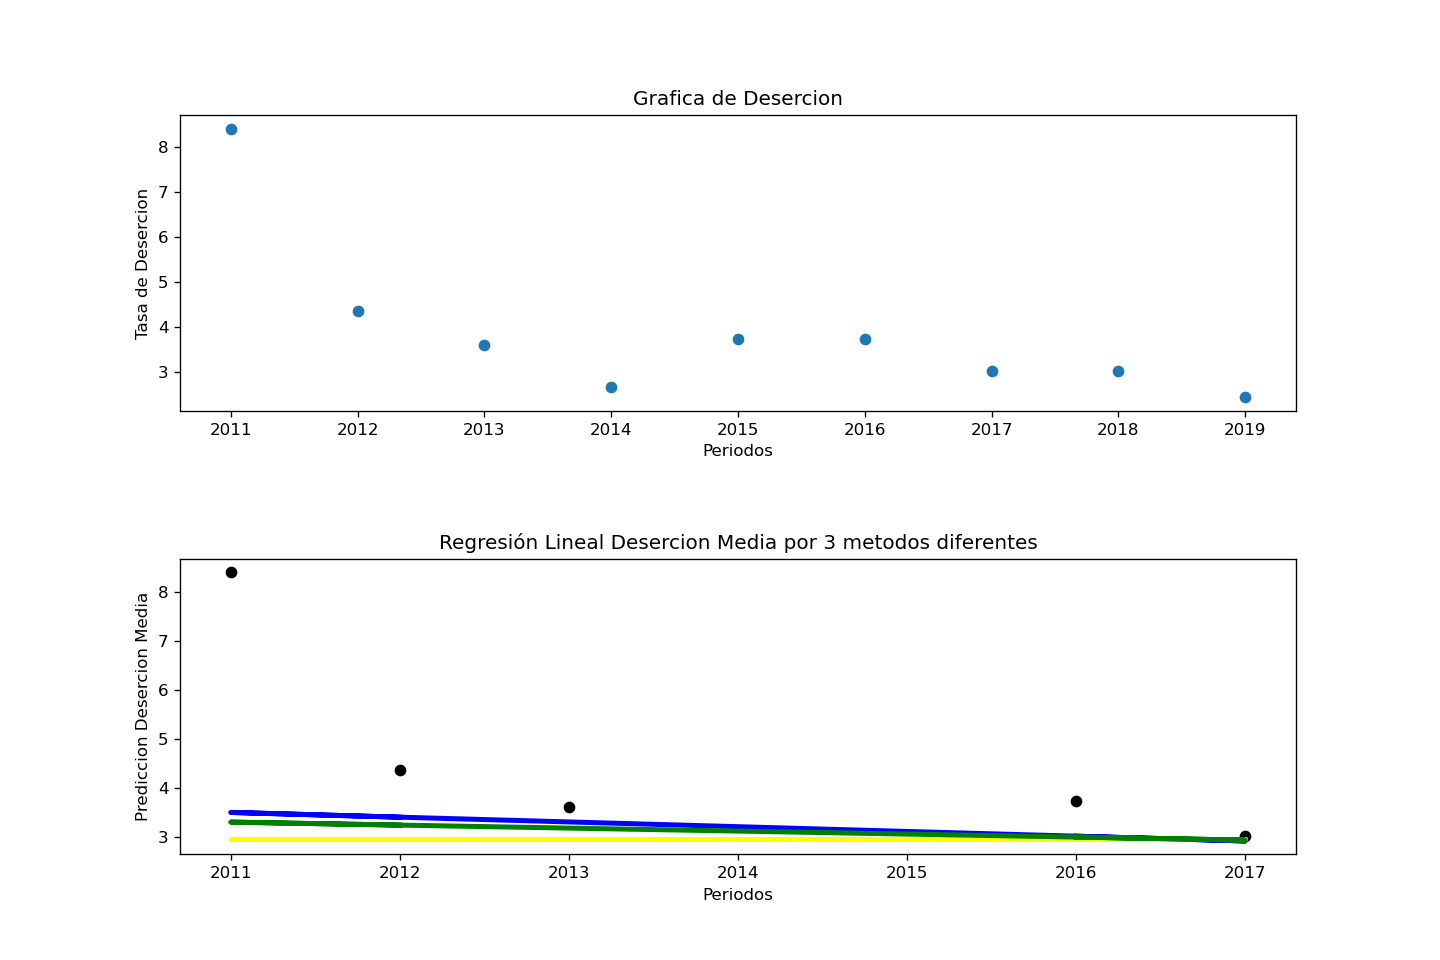 Grafica de Desercion
Tasa de Desercion
8
7
6
5
4
3
2011 2012 2013 2014 2015 2016 2017 2018 2019
Periodos
Regresión Lineal Desercion Media por 3 metodos diferentes
Prediccion Desercion Media
8
7
6
5
4
3
2011 2012 2013 2014 2015 2016 2017
Periodos